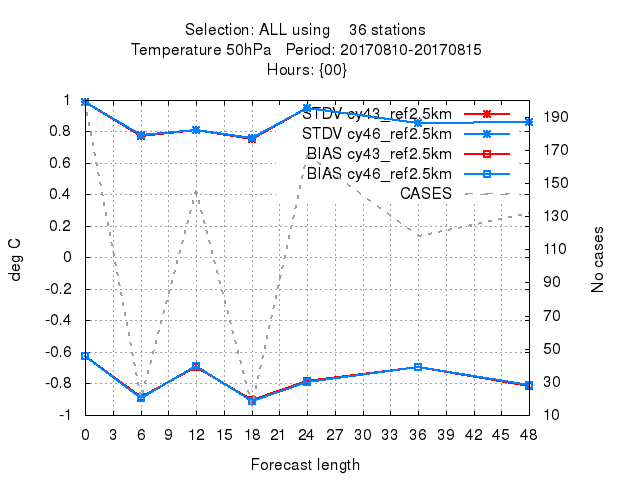 Selection: ALL using    36 stations
Temperature 50hPa   Period: 20170810-20170815
Hours: {00}
STDV cy43_ref2.5km
STDV cy46_ref2.5km
BIAS cy43_ref2.5km
BIAS cy46_ref2.5km
CASES
1
0.8
0.6
0.4
0.2
0
-0.2
-0.4
-0.6
-0.8
-1
deg C
190
170
150
130
110
90
70
50
30
10
No cases
0 3 6 9 12 15 18 21 24 27 30 33 36 39 42 45 48
Forecast length